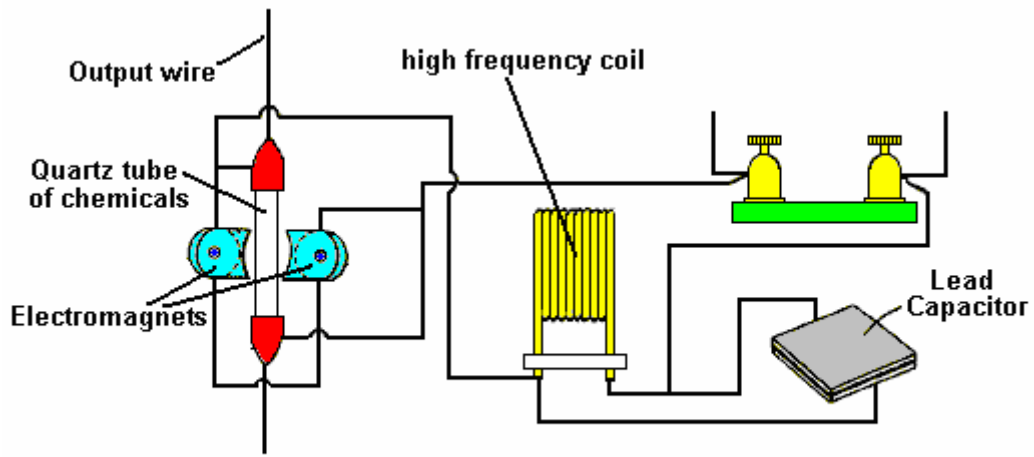 Output wire
high frequency coil
Quartz tube
of chemicals
Electromagnets
Lead
Capacitor